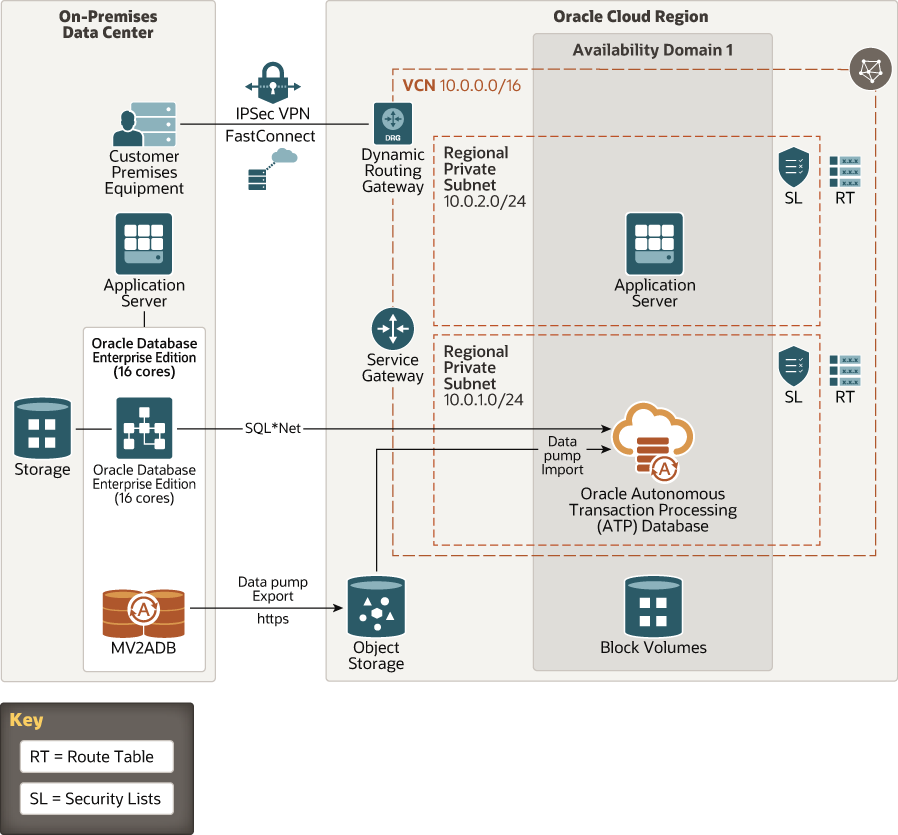 On-Premises
Data Center
Oracle Cloud Region
Availability Domain 1
VCN 10.0.0.0/16
IPSec VPN
FastConnect
Customer
Premises
Equipment
DRG
Dynamic
Routing
Gateway
Regional
Private
Subnet
10.0.2.0/24
SL
RT
Application
Server
Application
Server
Oracle Database
Enterprise Edition
(16 cores)
Service
Gateway
Regional
Private
Subnet
10.0.1.0/24
SL
RT
Storage
Oracle Database
Enterprise Edition
(16 cores)
SQL*Net
Data
pump
Import
A
Oracle Autonomous
Transaction Processing
(ATP) Database
A
MV2ADB
Data pump
Export
https
Object
Storage
Block Volumes
Key
RT = Route Table
SL = Security Lists